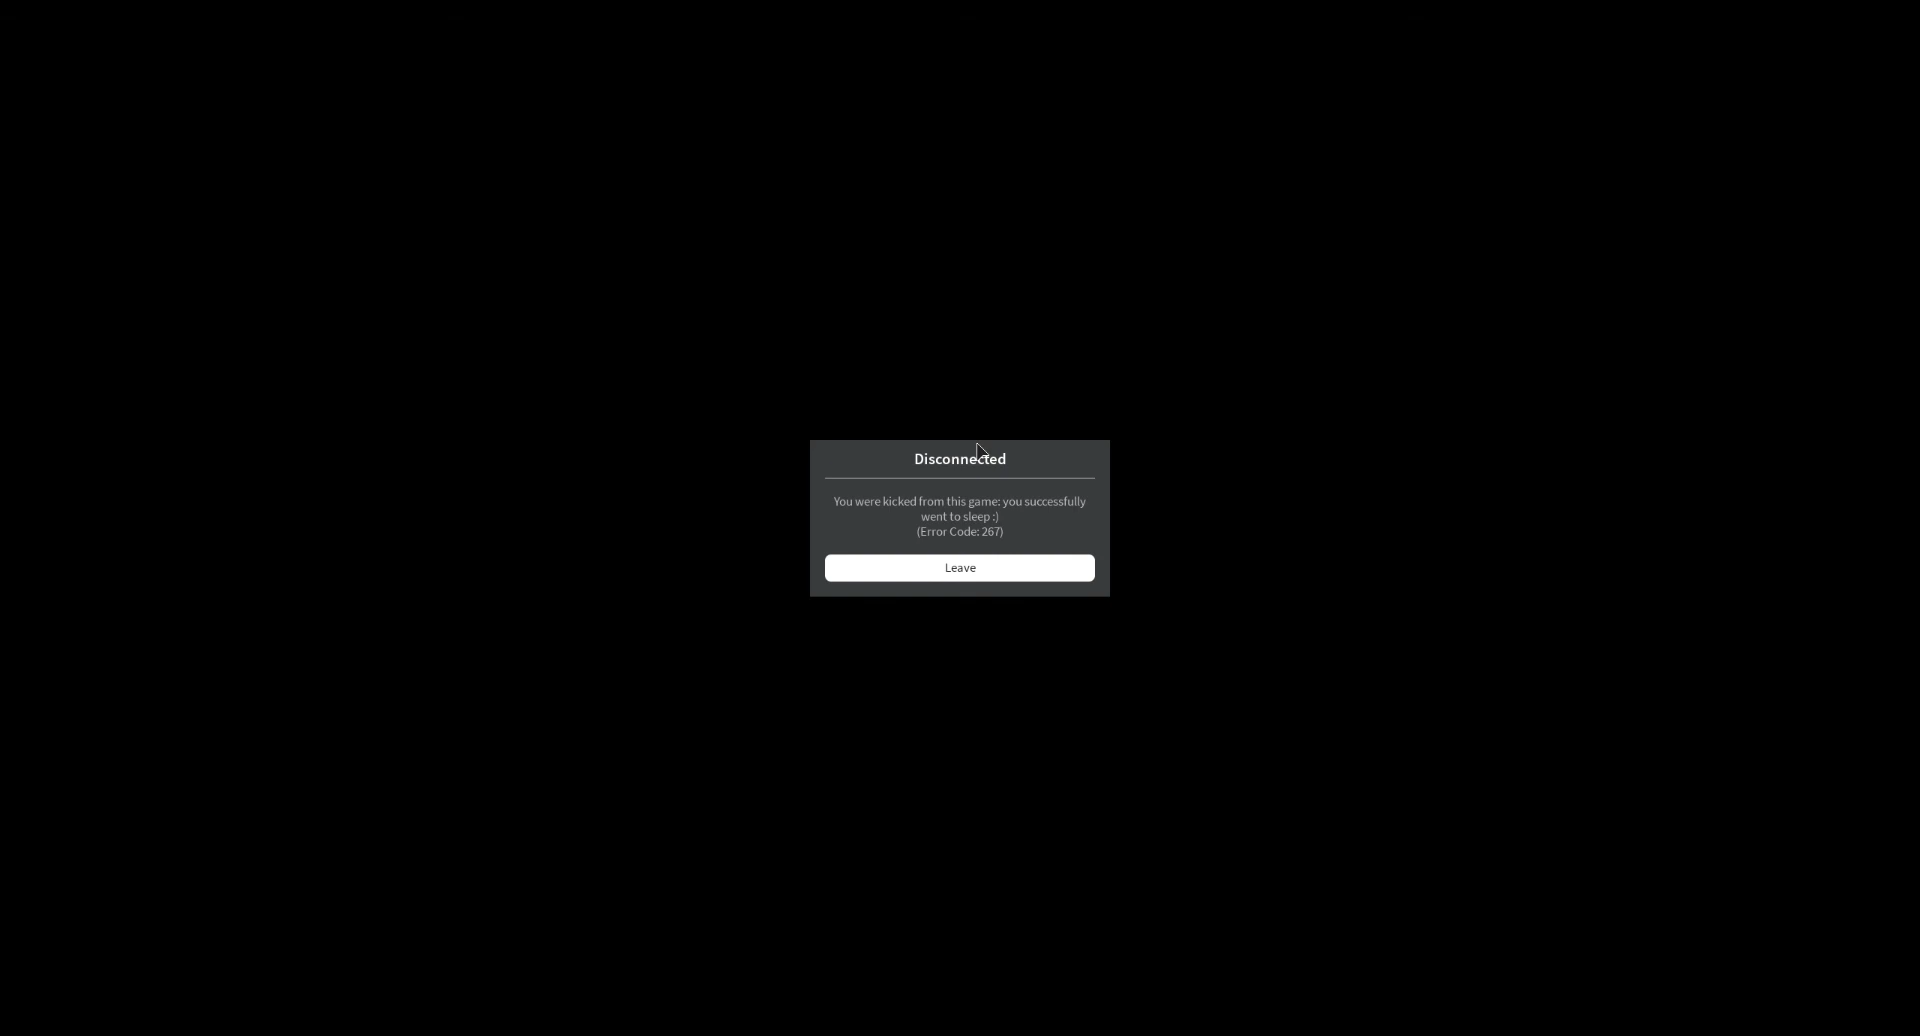 Disconnected
You were kicked from this game: you successfully
went to sleep :)
(Error Code: 267)
Leave